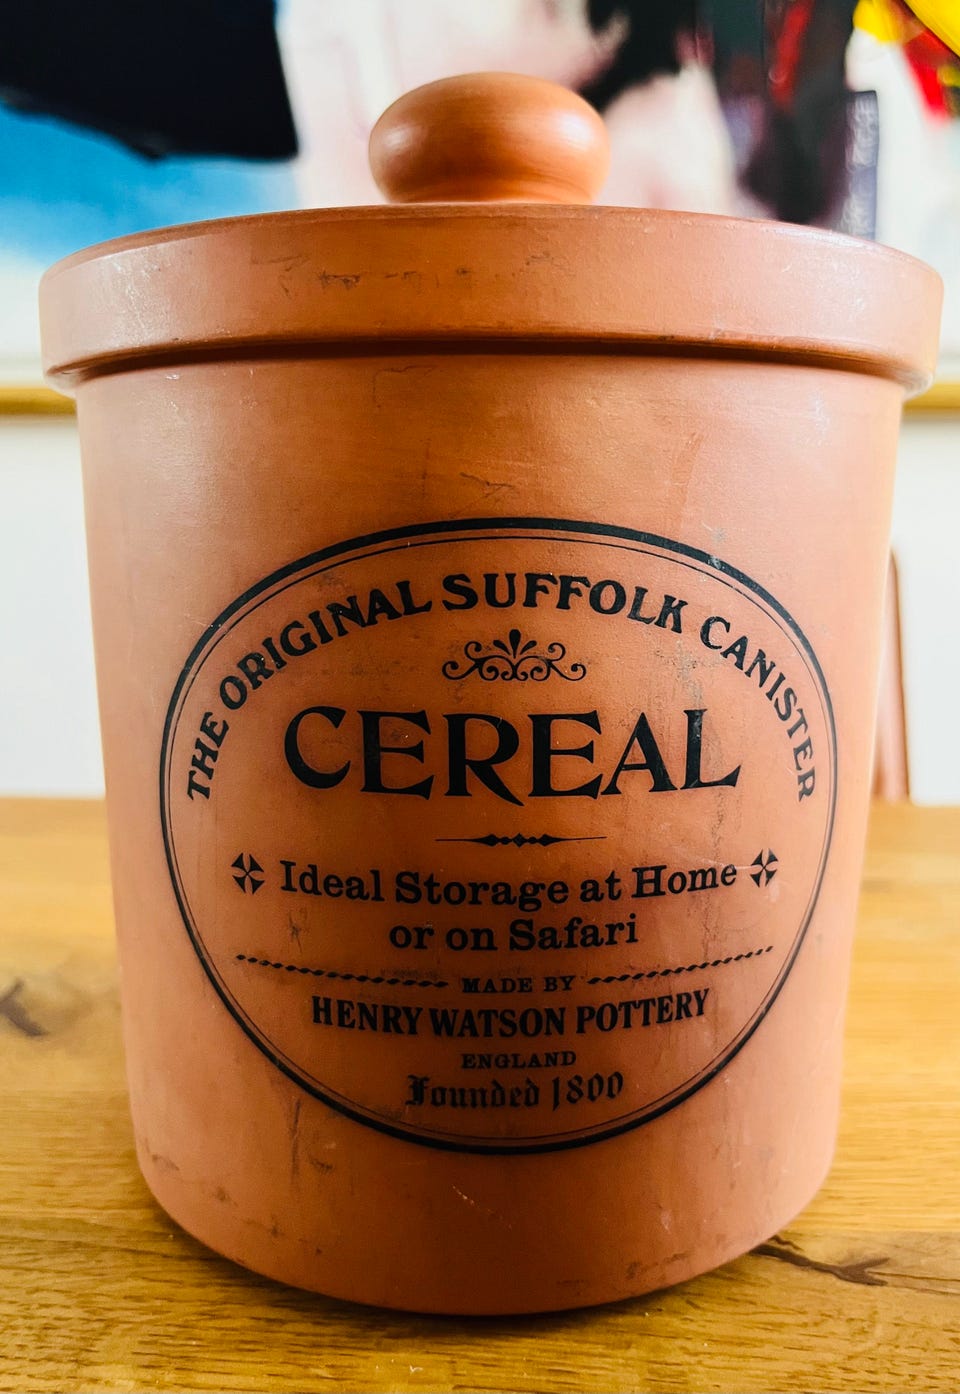 THE ORIGINAL SUFFOLK CANISTER
CEREAL
Ideal Storage at Home
or on Safari
MADE BY
HENRY WATSON POTTERY
ENGLAND
Founded 1800